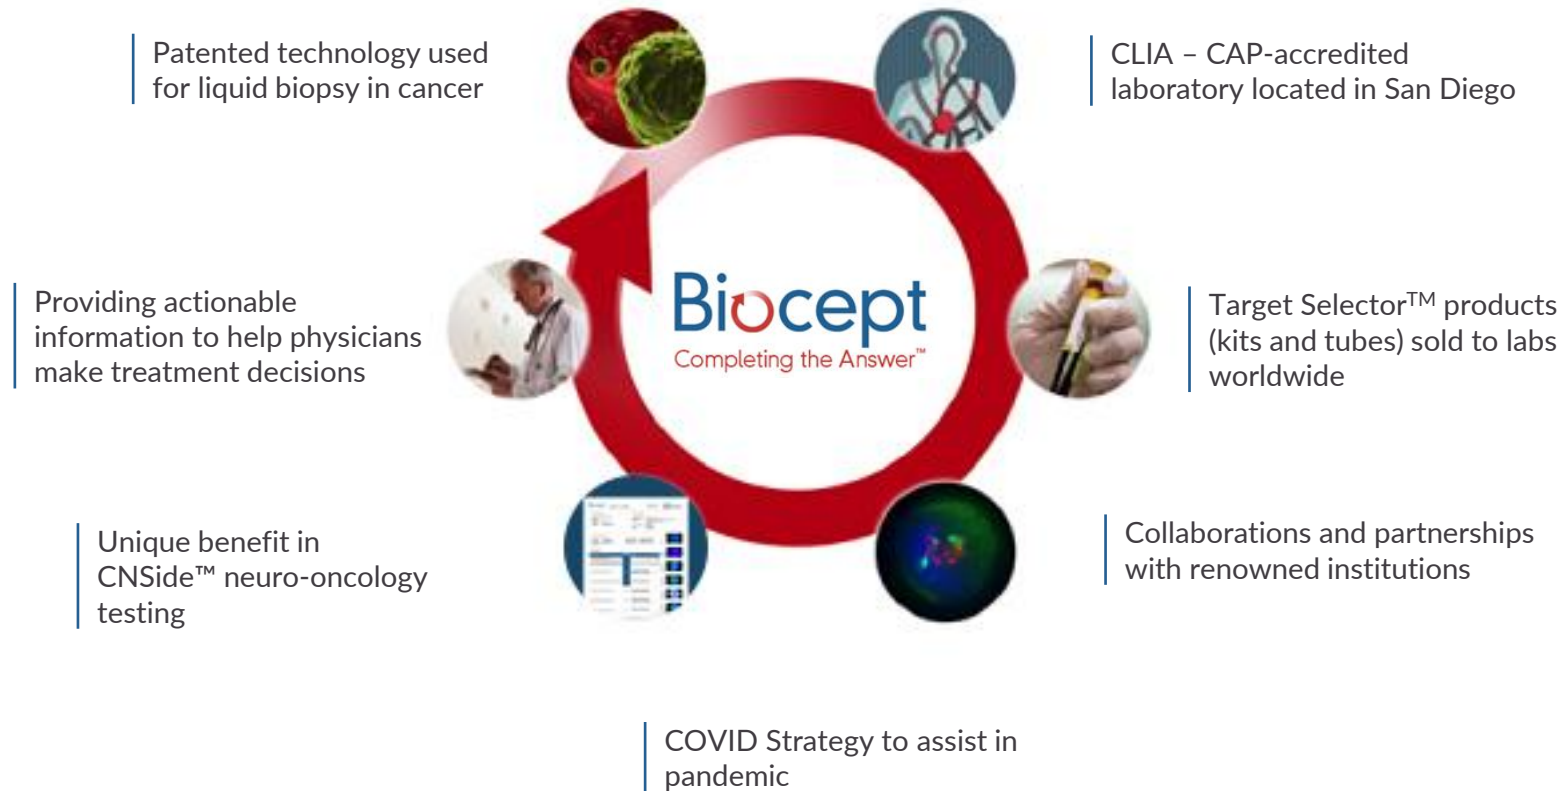 Patented technology used
for liquid biopsy in cancer
CLIA – CAP-accredited
laboratory located in San Diego
Providing actionable
information to help physicians
make treatment decisions
Biocept
Completing the Answer™
Target Selector™ products
(kits and tubes) sold to labs
worldwide
Unique benefit in
CNSide™ neuro-oncology
testing
Collaborations and partnerships
with renowned institutions
COVID Strategy to assist in
pandemic